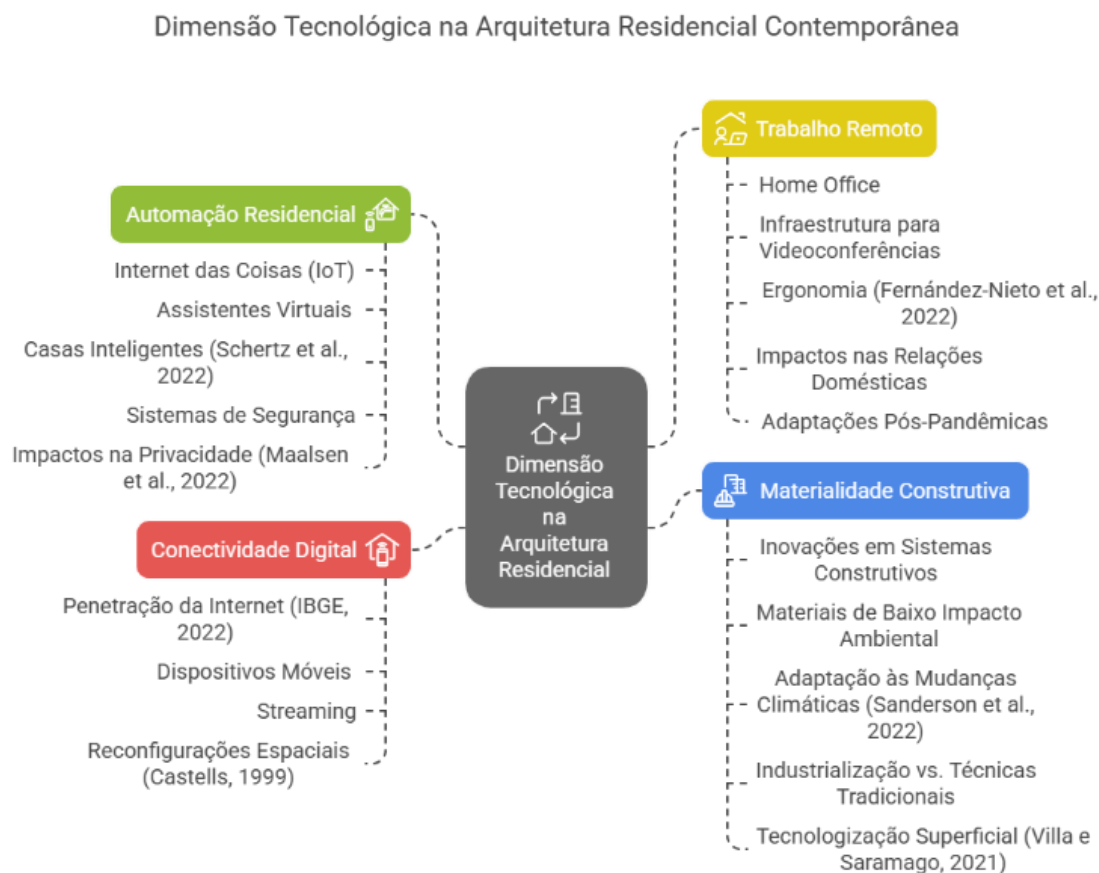 Dimensão Tecnológica na Arquitetura Residencial Contemporânea
Automação Residencial
Internet das Coisas (IoT)
Assistentes Virtuais
Casas Inteligentes (Schertz et al.,
2022)
Sistemas de Segurança
Impactos na Privacidade (Maalsen
et al., 2022)
Conectividade Digital
Penetração da Internet (IBGE,
2022)
Dispositivos Móveis
Streaming
Reconfigurações Espaciais
(Castells, 1999)
Dimensão
Tecnológica
na
Arquitetura
Residencial
Trabalho Remoto
Home Office
Infraestrutura para
Videoconferências
Ergonomia (Fernández-Nieto et al.,
2022)
Impactos nas Relações
Domésticas
Adaptações Pós-Pandêmicas
Materialidade Construtiva
Inovações em Sistemas
Construtivos
Materiais de Baixo Impacto
Ambiental
Adaptação às Mudanças
Climáticas (Sanderson et al.,
2022)
Industrialização vs. Técnicas
Tradicionais
Tecnologização Superficial (Villa e
Saramago, 2021)